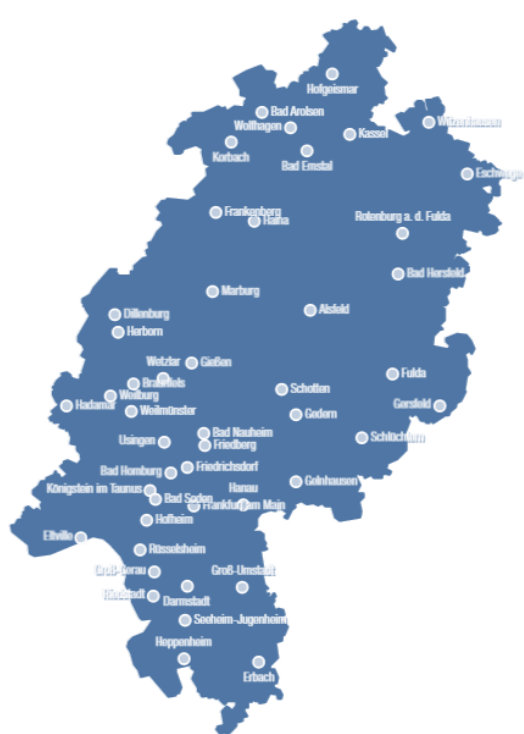 Hofgeismar
Bad Arolsen
Wolfhagen
Kassel
Witzenhausen
Korbach
Bad Emstal
Eschwege
Frankenberg
Haina
Rotenburg a. d. Fulda
Bad Hersfeld
Marburg
Alsfeld
Dillenburg
Herborn
Wetzlar
Gießen
Fulda
Braunfels
Schotten
Weilburg
Hadamar
Weilmünster
Gedern
Gersfeld
Bad Nauheim
Usingen
Friedberg
Schlüchtern
Bad Homburg
Friedrichsdorf
Gelnhausen
Königstein im Taunus
Hanau
Bad Soden
Frankfurt am Main
Hofheim
Eltville
Rüsselsheim
Groß-Gerau
Groß-Umstadt
Riedstadt
Darmstadt
Seeheim-Jugenheim
Heppenheim
Erbach